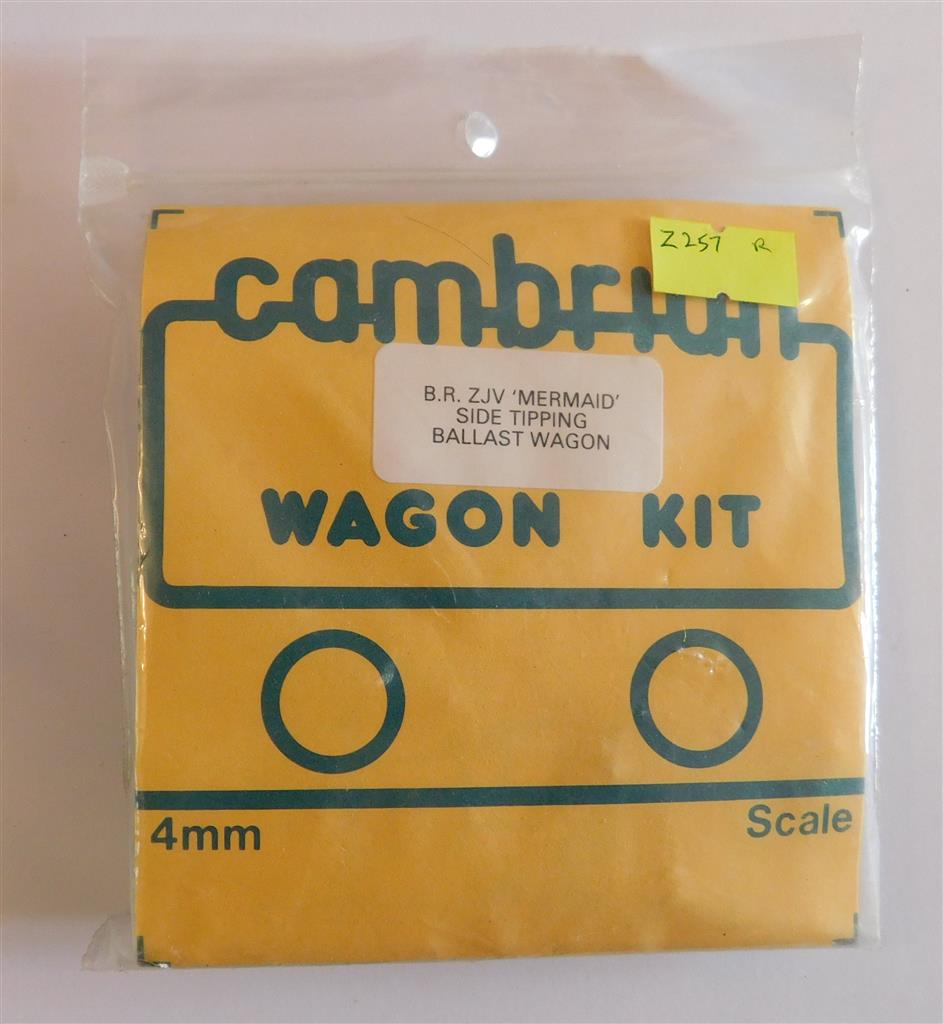 Z257 R
cambrian
B.R. ZJV 'MERMAID'
SIDE TIPPING
BALLAST WAGON
WAGON KIT
4mm Scale